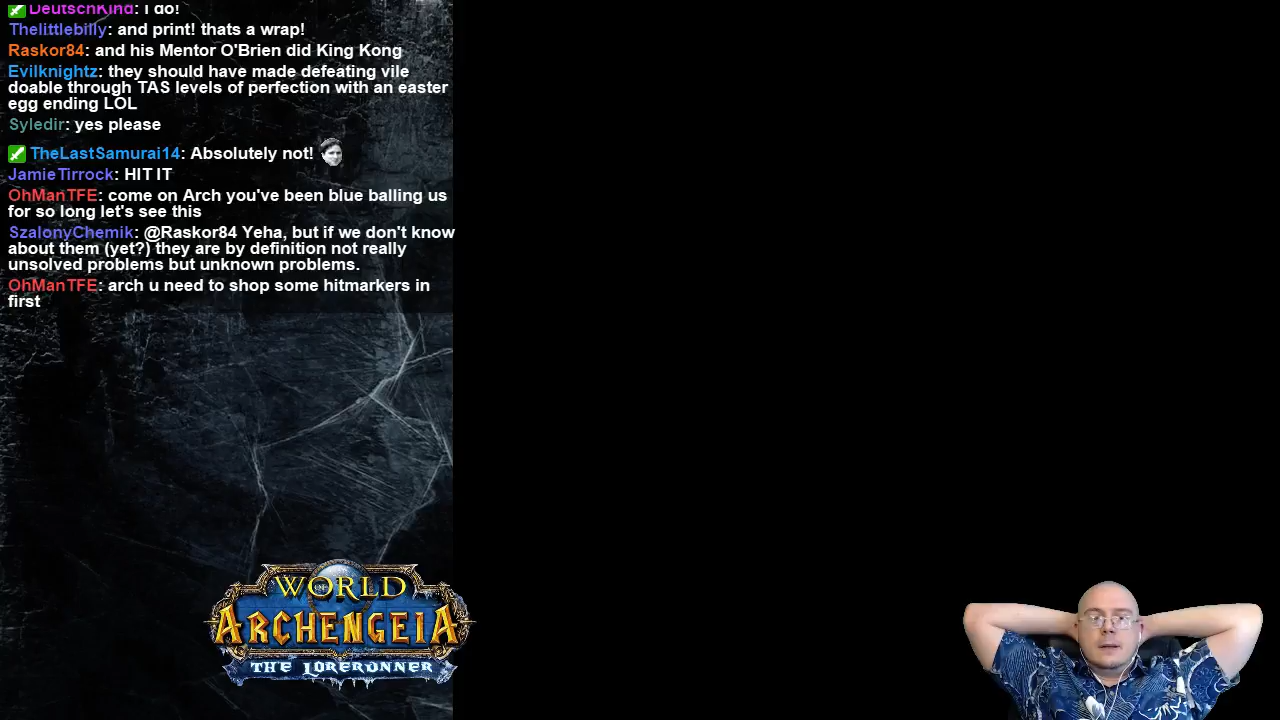 DeutschKind: I do!
Thelittlebilly: and print! thats a wrap!
Raskor84: and his Mentor O'Brien did King Kong
Evilknightz: they should have made defeating vile
doable through TAS levels of perfection with an easter
egg ending LOL
Syledir: yes please
TheLastSamurai14: Absolutely not!
JamieTirrock: HIT IT
OhManTFE: come on Arch you've been blue balling us
for so long let's see this
SzalonyChemik: @Raskor84 Yeha, but if we don't know
about them (yet?) they are by definition not really
unsolved problems but unknown problems.
OhManTFE: arch u need to shop some hitmarkers in
first
WORLD
OF
ARCHENGEIA
THE LORERUNNER